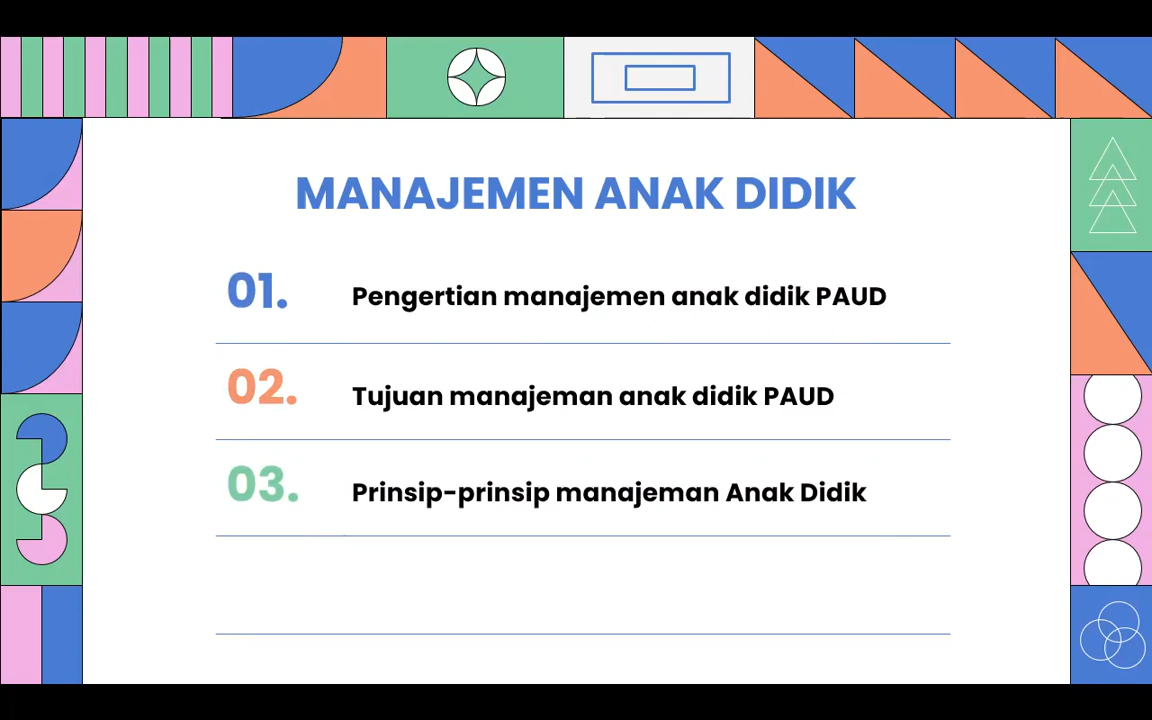 MANAJEMEN ANAK DIDIK
01. Pengertian manajemen anak didik PAUD
02. Tujuan manajeman anak didik PAUD
03. Prinsip-prinsip manajeman Anak Didik